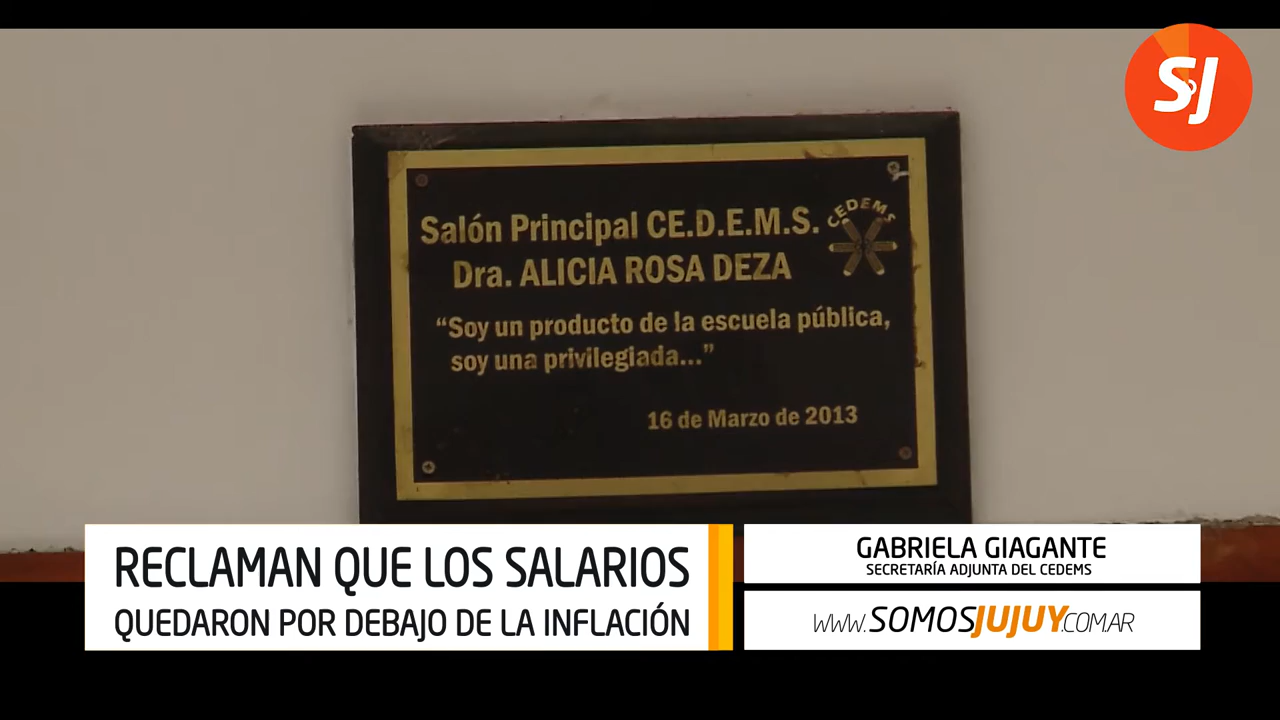 SJ
Salón Principal CE.D.E.M.S.
CEDEMS
Dra. ALICIA ROSA DEZA
“Soy un producto de la escuela pública,
soy una privilegiada...”
16 de Marzo de 2013
RECLAMAN QUE LOS SALARIOS
QUEDARON POR DEBAJO DE LA INFLACIÓN
GABRIELA GIAGANTE
SECRETARÍA ADJUNTA DEL CEDEMS
WWW.SOMOSJUJUY.COM.AR